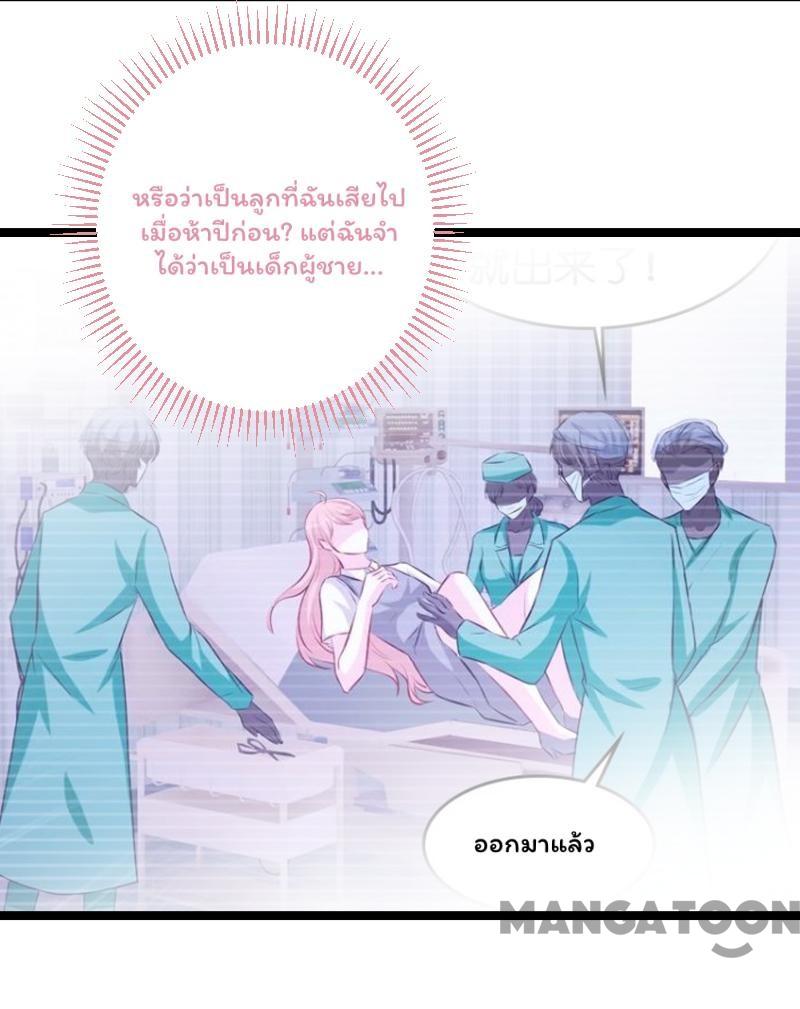 หรือว่าเป็นลูกที่ฉันเสียไป
เมื่อห้าปีก่อน? แต่ฉันจำ
ได้ว่าเป็นเด็กผู้ชาย...
就出来了!
ออกมาแล้ว
MANGATOON